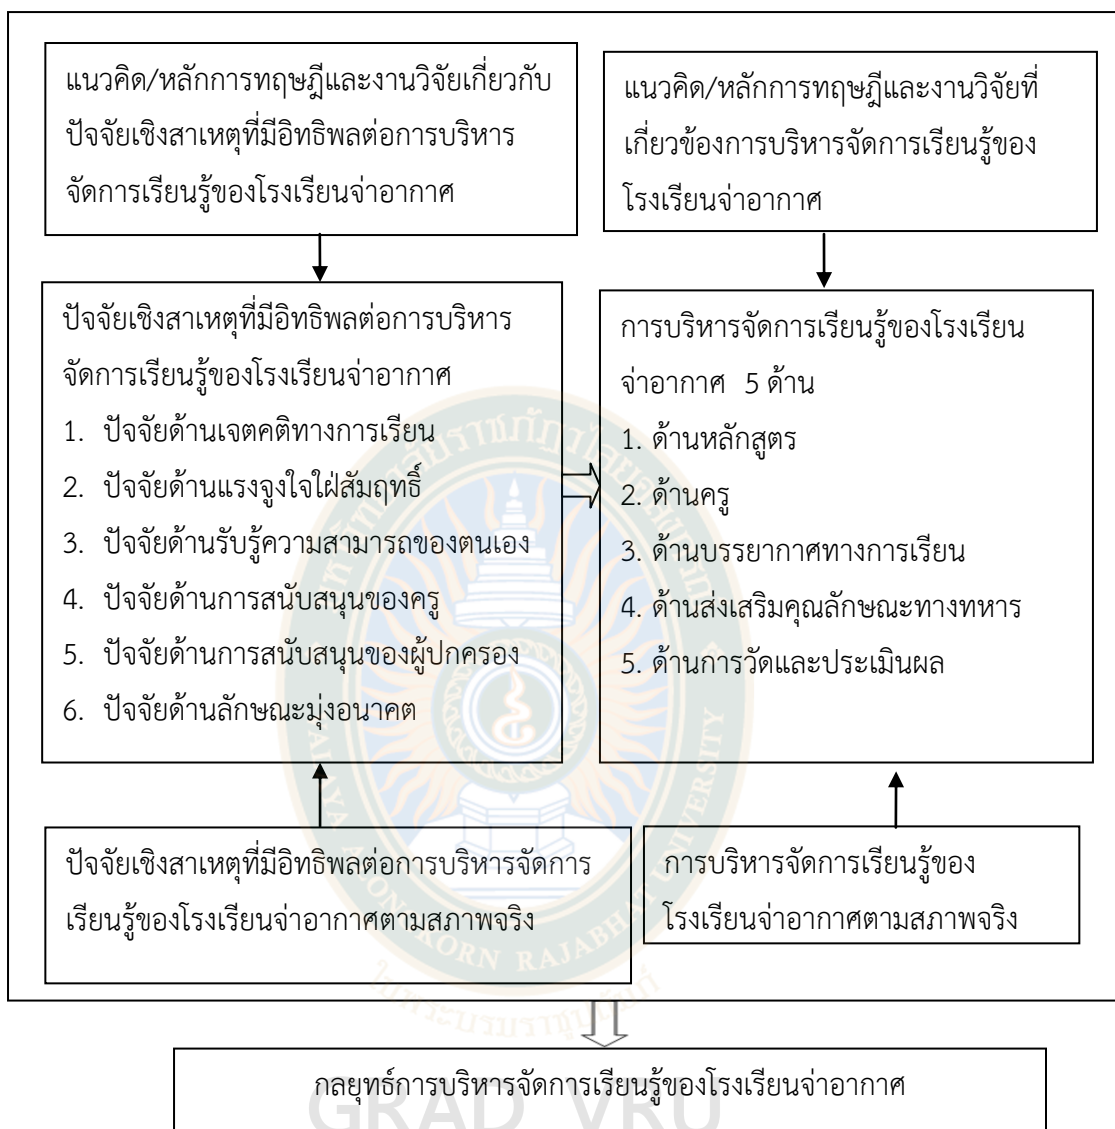 แนวคิด/หลักการทฤษฎีและงานวิจัยเกี่ยวกับ
ปัจจัยเชิงสาเหตุที่มีอิทธิพลต่อการบริหาร
จัดการเรียนรู้ของโรงเรียนจ่าอากาศ
แนวคิด/หลักการทฤษฎีและงานวิจัยที่
เกี่ยวข้องการบริหารจัดการเรียนรู้ของ
โรงเรียนจ่าอากาศ
ปัจจัยเชิงสาเหตุที่มีอิทธิพลต่อการบริหาร
จัดการเรียนรู้ของโรงเรียนจ่าอากาศ
1. ปัจจัยด้านเจตคติทางการเรียน
2. ปัจจัยด้านแรงจูงใจใฝ่สัมฤทธิ์
3. ปัจจัยด้านรับรู้ความสามารถของตนเอง
4. ปัจจัยด้านการสนับสนุนของครู
5. ปัจจัยด้านการสนับสนุนของผู้ปกครอง
6. ปัจจัยด้านลักษณะมุ่งอนาคต
การบริหารจัดการเรียนรู้ของโรงเรียน
จ่าอากาศ 5 ด้าน
1. ด้านหลักสูตร
2. ด้านครู
3. ด้านบรรยากาศทางการเรียน
4. ด้านส่งเสริมคุณลักษณะทางทหาร
5. ด้านการวัดและประเมินผล
ปัจจัยเชิงสาเหตุที่มีอิทธิพลต่อการบริหารจัดการ
เรียนรู้ของโรงเรียนจ่าอากาศตามสภาพจริง
การบริหารจัดการเรียนรู้ของ
โรงเรียนจ่าอากาศตามสภาพจริง
กลยุทธ์การบริหารจัดการเรียนรู้ของโรงเรียนจ่าอากาศ
GRAD VRU